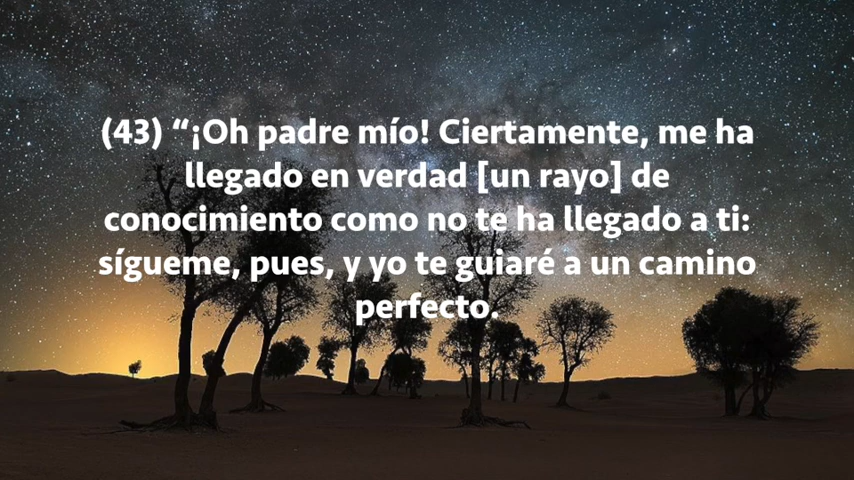 (43) “¡Oh padre mío! Ciertamente, me ha
llegado en verdad [un rayo] de
conocimiento como no te ha llegado a ti:
sígueme, pues, y yo te guiaré a un camino
perfecto.